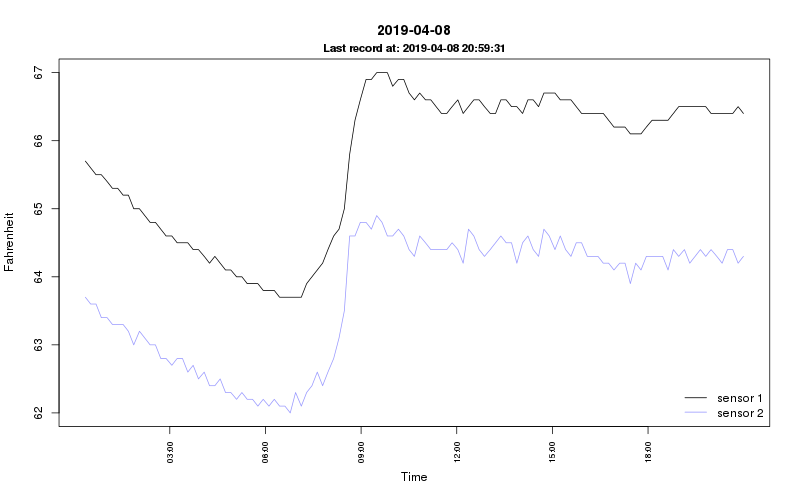 2019-04-08
Last record at: 2019-04-08 20:59:31
Fahrenheit
67
66
65
64
63
62
03:00
06:00
09:00
12:00
15:00
18:00
Time
sensor 1
sensor 2